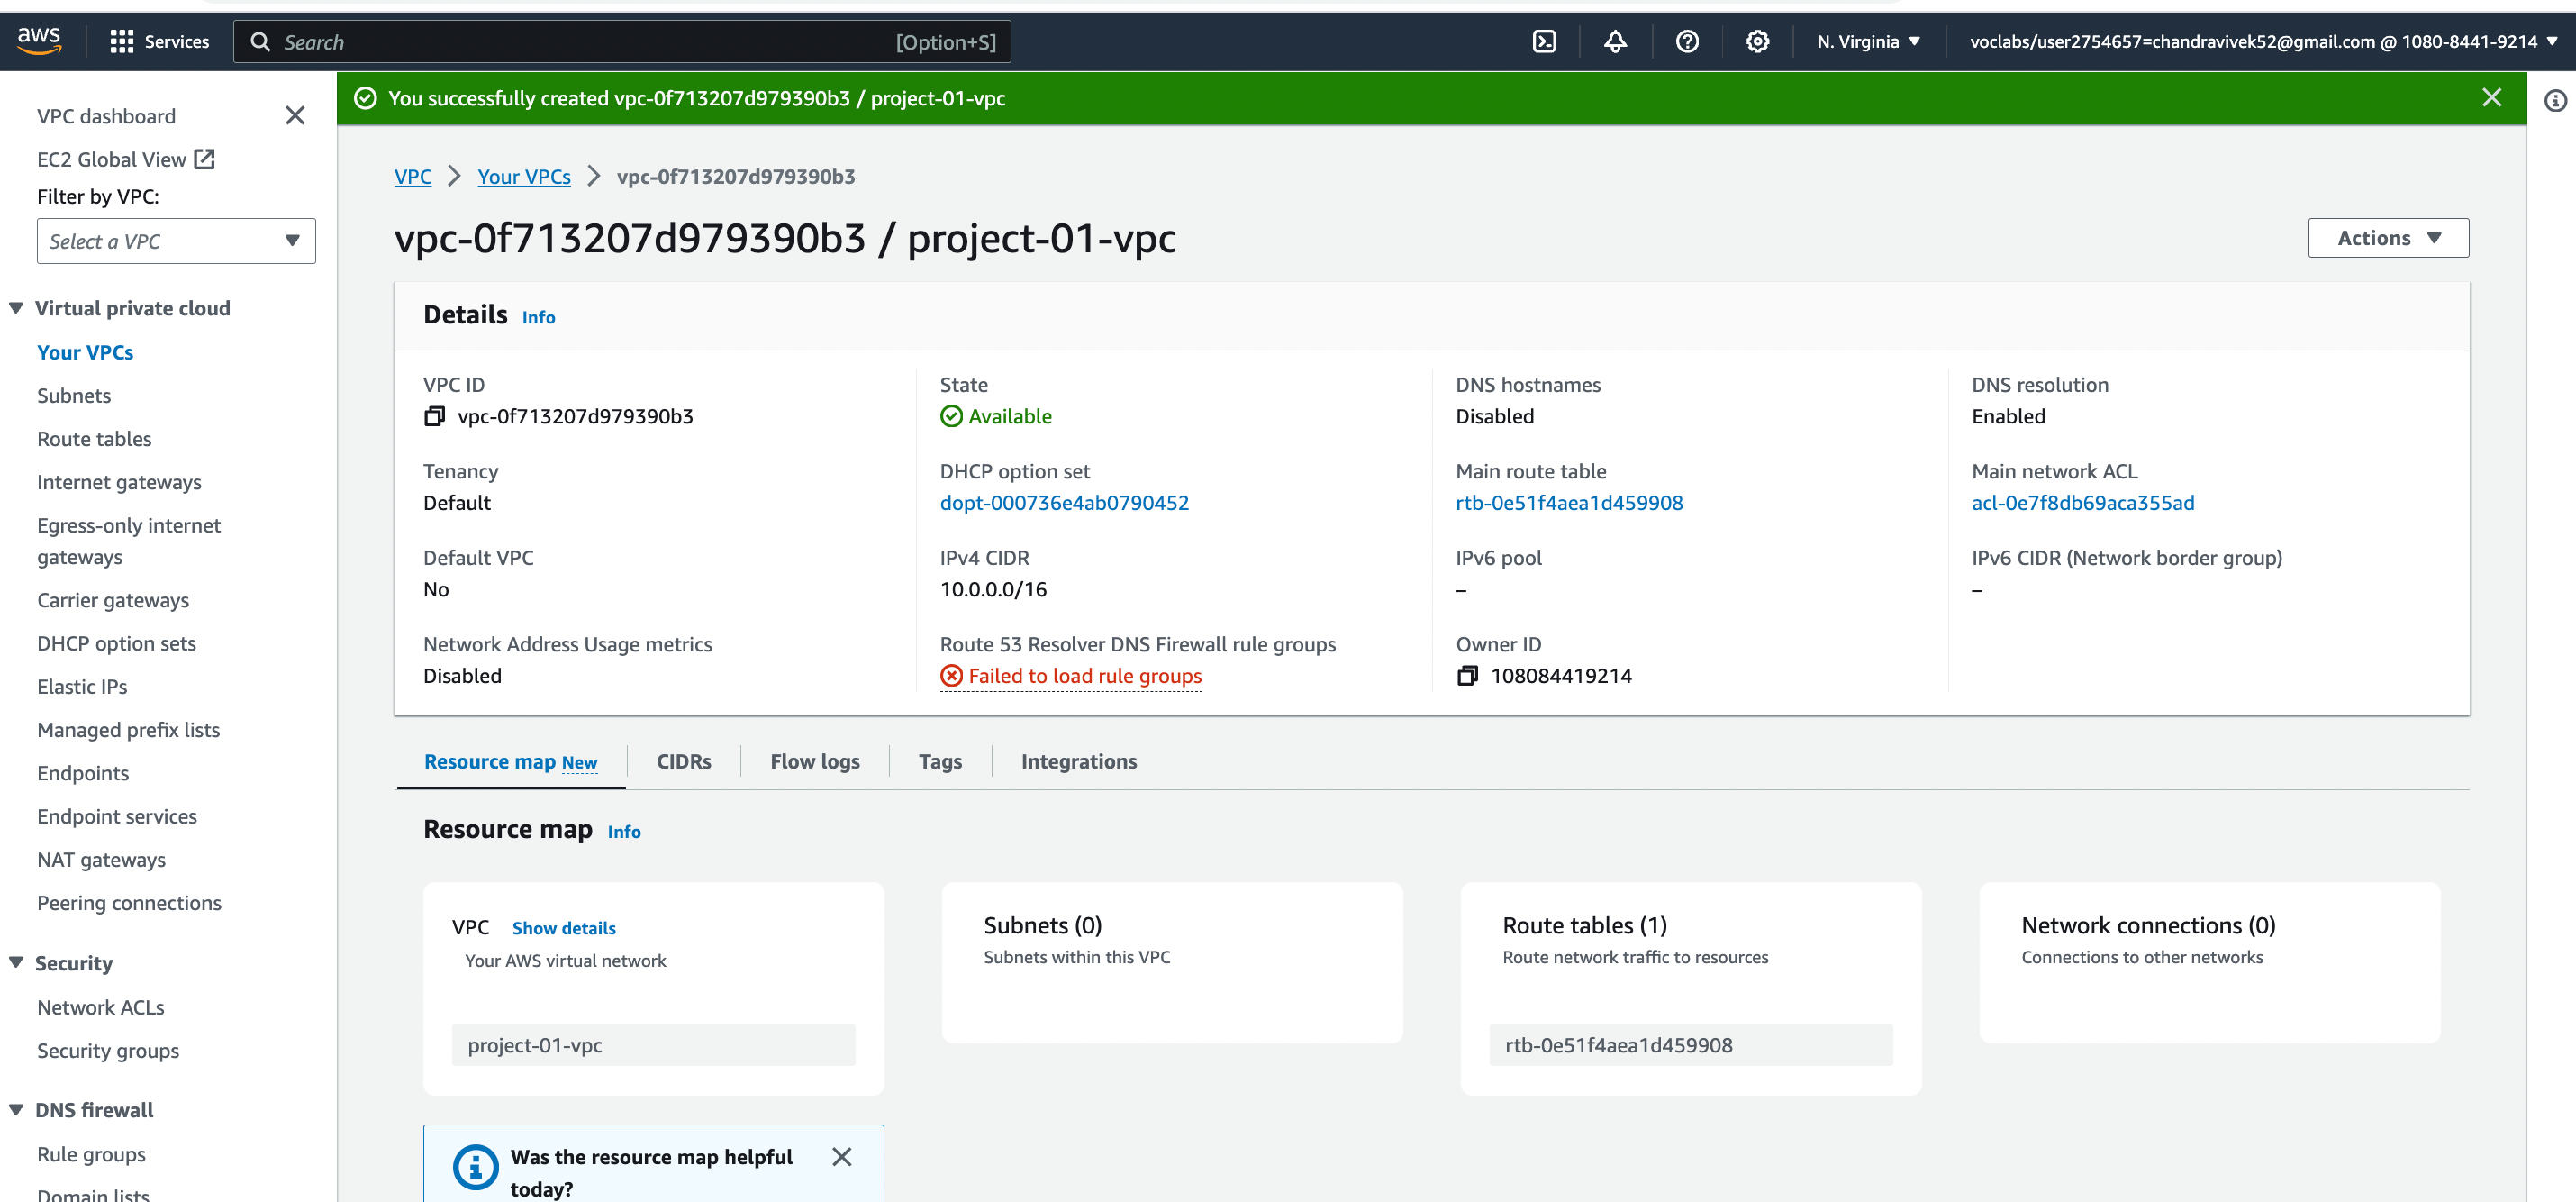 aws
Services
Search
[Option+S]
N. Virginia
voclabs/user2754657=chandravivek52@gmail.com @ 1080-8441-9214
VPC dashboard
EC2 Global View
Filter by VPC:
Select a VPC
Virtual private cloud
Your VPCs
Subnets
Route tables
Internet gateways
Egress-only internet
gateways
Carrier gateways
DHCP option sets
Elastic IPs
Managed prefix lists
Endpoints
Endpoint services
NAT gateways
Peering connections
Security
Network ACLs
Security groups
DNS firewall
Rule groups
Domain lists
You successfully created vpc-0f713207d979390b3 / project-01-vpc
VPC
Your VPCs
vpc-0f713207d979390b3
vpc-0f713207d979390b3 / project-01-vpc
Actions
Details Info
VPC ID
vpc-0f713207d979390b3
State
Available
DNS hostnames
Disabled
DNS resolution
Enabled
Tenancy
Default
DHCP option set
dopt-000736e4ab0790452
Main route table
rtb-0e51f4aea1d459908
Main network ACL
acl-0e7f8db69aca355ad
Default VPC
No
IPv4 CIDR
10.0.0.0/16
IPv6 pool
–
IPv6 CIDR (Network border group)
–
Network Address Usage metrics
Disabled
Route 53 Resolver DNS Firewall rule groups
Failed to load rule groups
Owner ID
108084419214
Resource map New
CIDRs
Flow logs
Tags
Integrations
Resource map Info
VPC Show details
Your AWS virtual network
project-01-vpc
Subnets (0)
Subnets within this VPC
Route tables (1)
Route network traffic to resources
rtb-0e51f4aea1d459908
Network connections (0)
Connections to other networks
Was the resource map helpful
today?